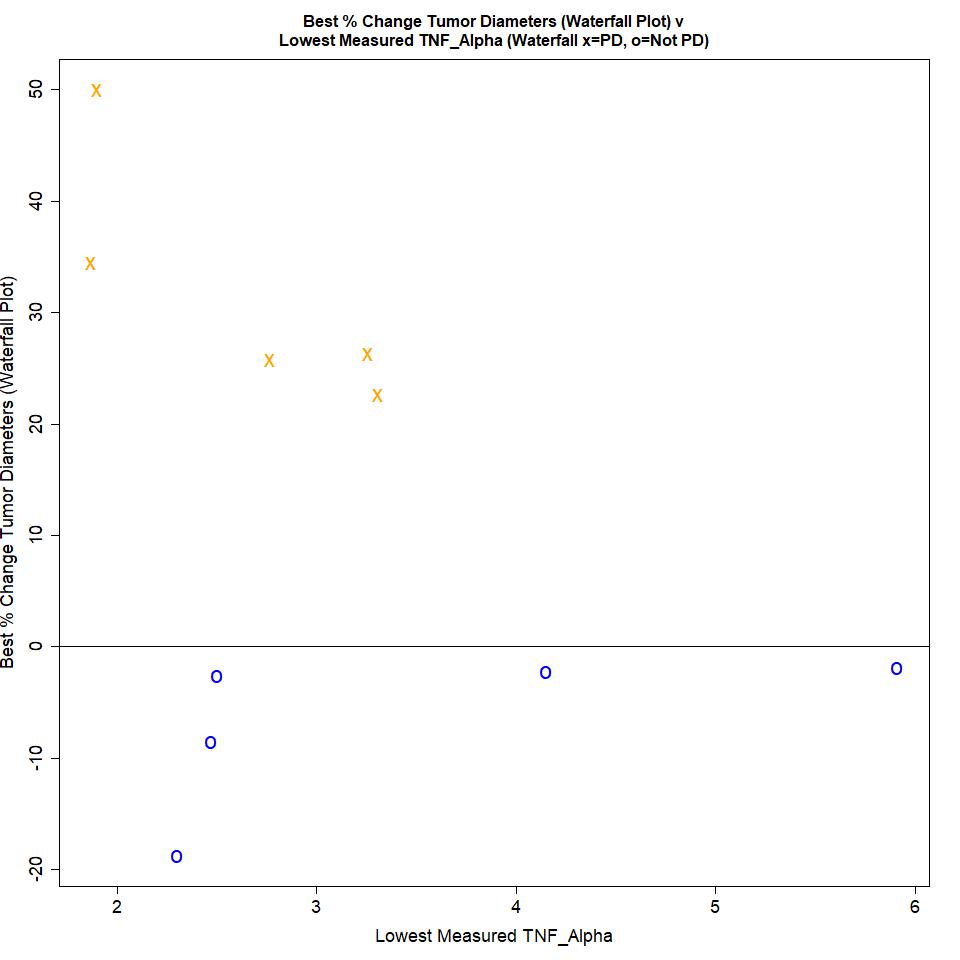 Best % Change Tumor Diameters (Waterfall Plot) v
Lowest Measured TNF_Alpha (Waterfall x=PD, o=Not PD)
Best % Change Tumor Diameters (Waterfall Plot)
50
40
30
20
10
0
-10
-20
X
X
X
X
X
O
O
O
O
O
2
3
4
5
6
Lowest Measured TNF_Alpha